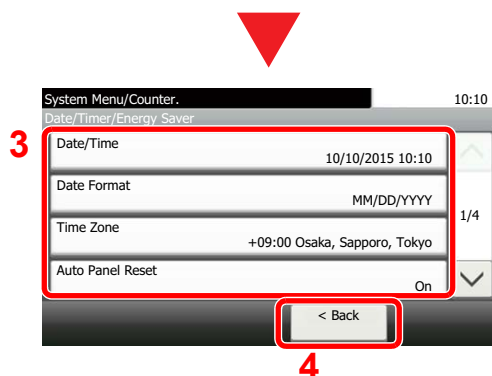 System Menu/Counter. 10:10
Date/Timer/Energy Saver
3
Date/Time
10/10/2015 10:10
Date Format
MM/DD/YYYY
1/4
Time Zone
+09:00 Osaka, Sapporo, Tokyo
Auto Panel Reset
On
< Back
4